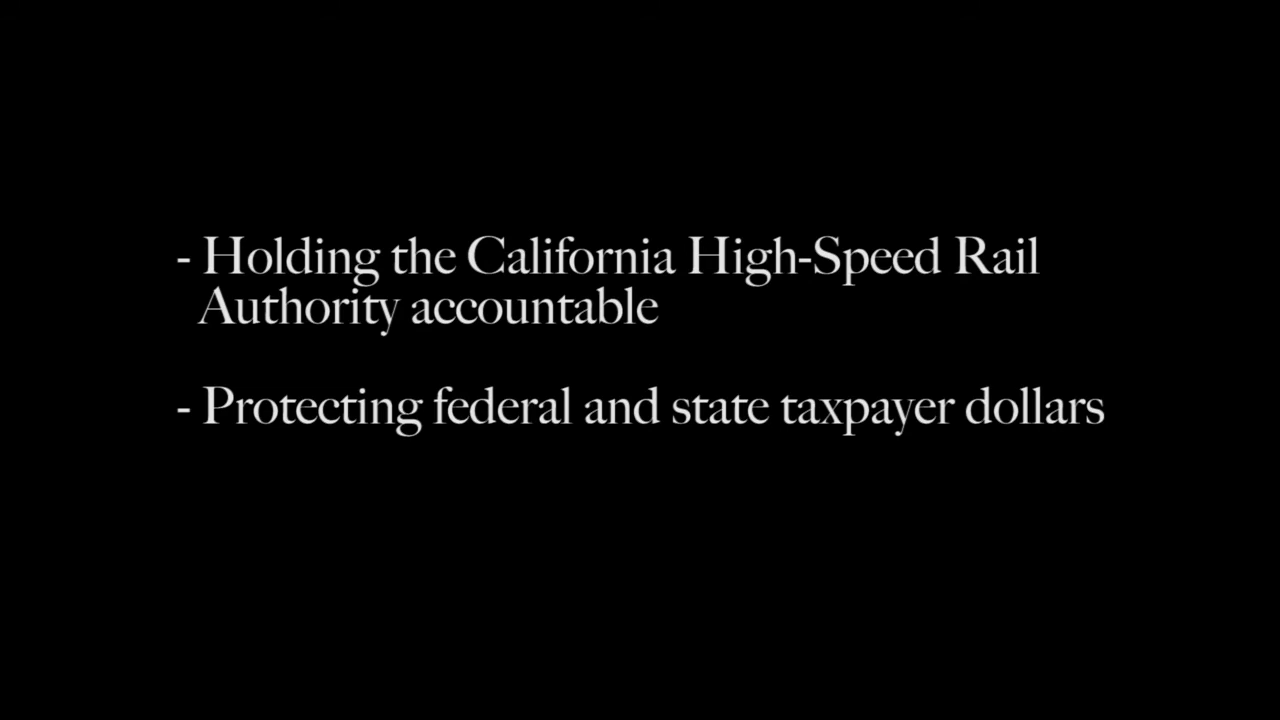 - Holding the California High-Speed Rail
Authority accountable
- Protecting federal and state taxpayer dollars